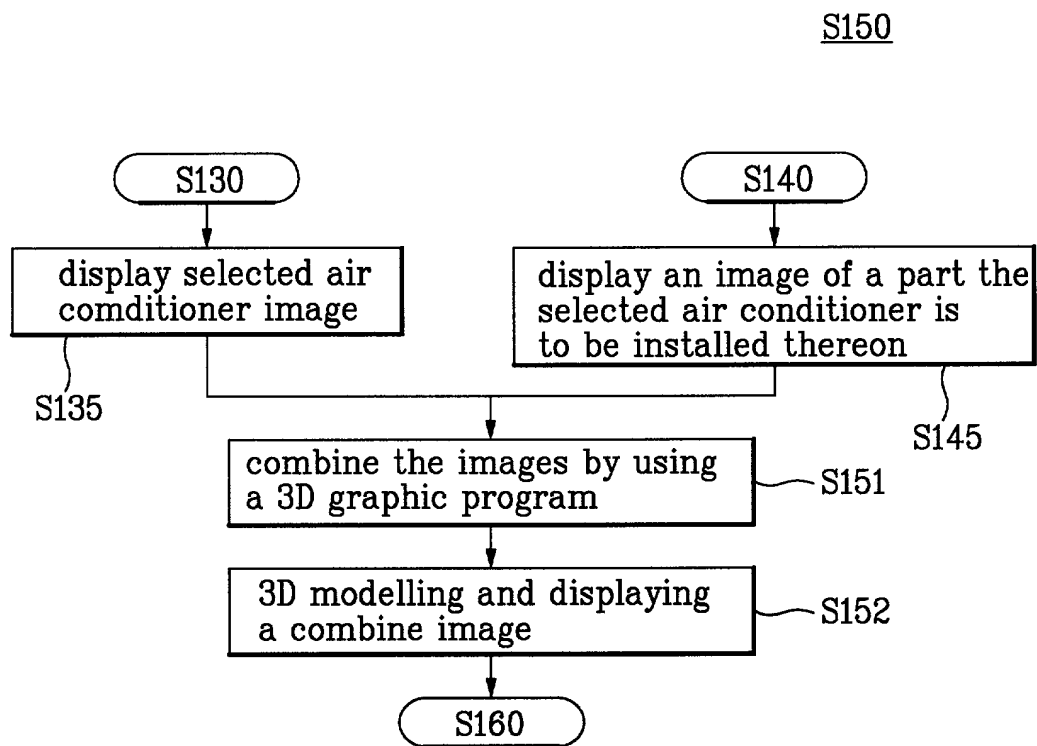 S150
S130
S140
display selected air
comditioner image
display an image of a part the
selected air conditioner is
to be installed thereon
S135
S145
combine the images by using
a 3D graphic program
S151
3D modelling and displaying
a combine image
S152
S160